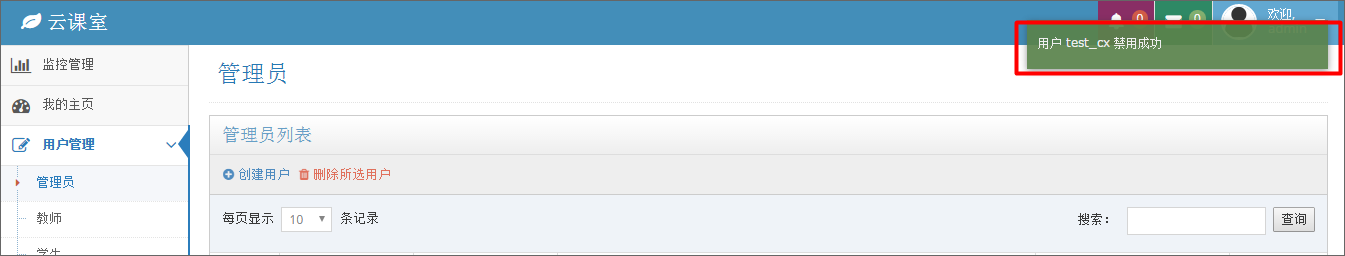 云课室
0
0
欢迎,
用户 test_cx 禁用成功
监控管理
管理员
我的主页
用户管理
管理员列表
创建用户 删除所选用户
管理员
每页显示 10 条记录
搜索： 查询
教师
学生